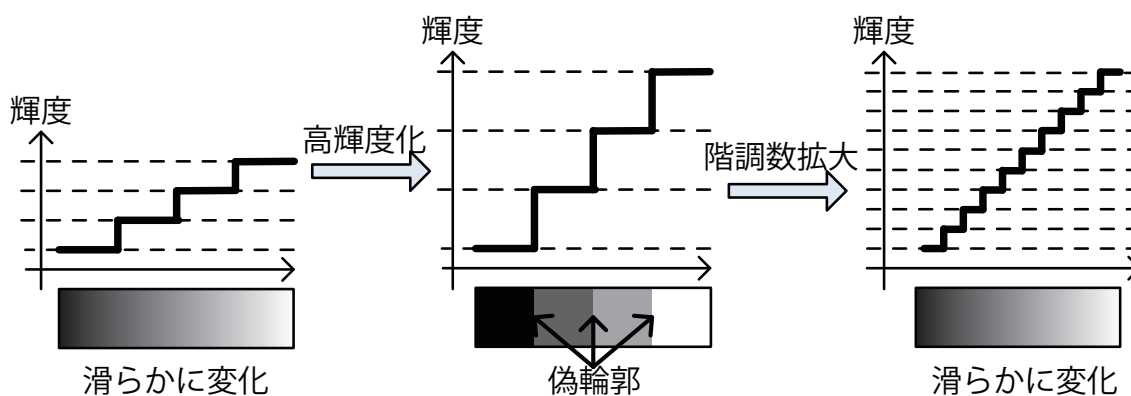 輝度
高輝度化
滑らかに変化
輝度
階調数拡大
偽輪郭
輝度
滑らかに変化